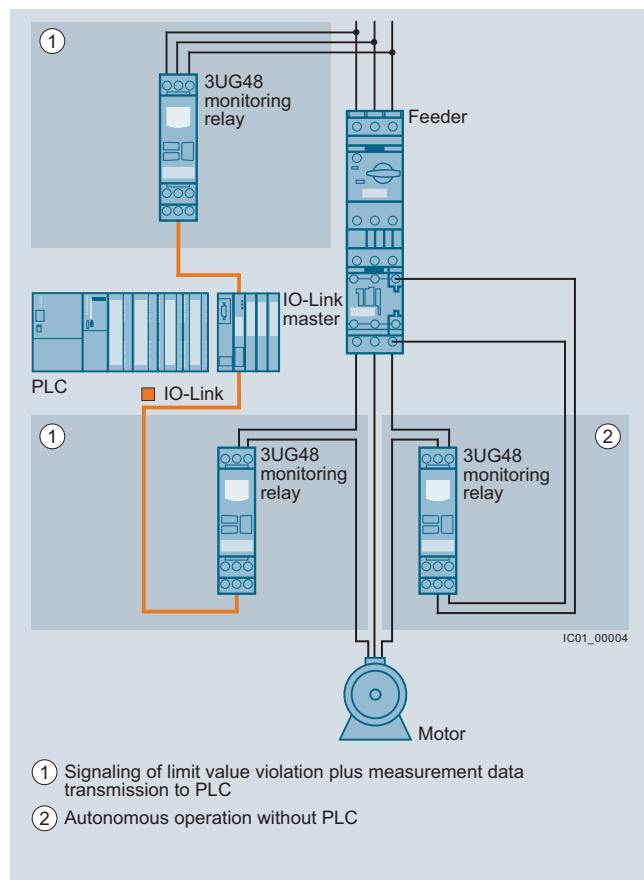 1
3UG48
monitoring
relay
Feeder
IO-Link
master
PLC
IO-Link
1
3UG48
monitoring
relay
2
3UG48
monitoring
relay
IC01_00004
Motor
1 Signaling of limit value violation plus measurement data
transmission to PLC
2 Autonomous operation without PLC